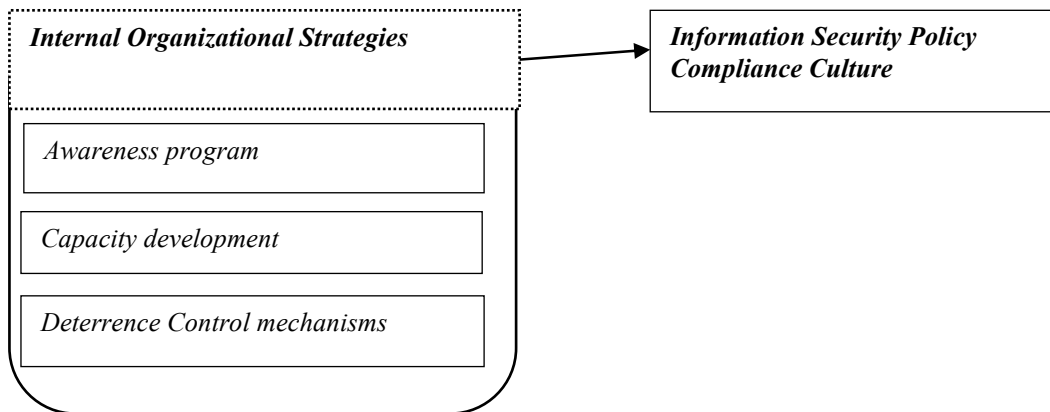 Internal Organizational Strategies
Information Security Policy
Compliance Culture
Awareness program
Capacity development
Deterrence Control mechanisms